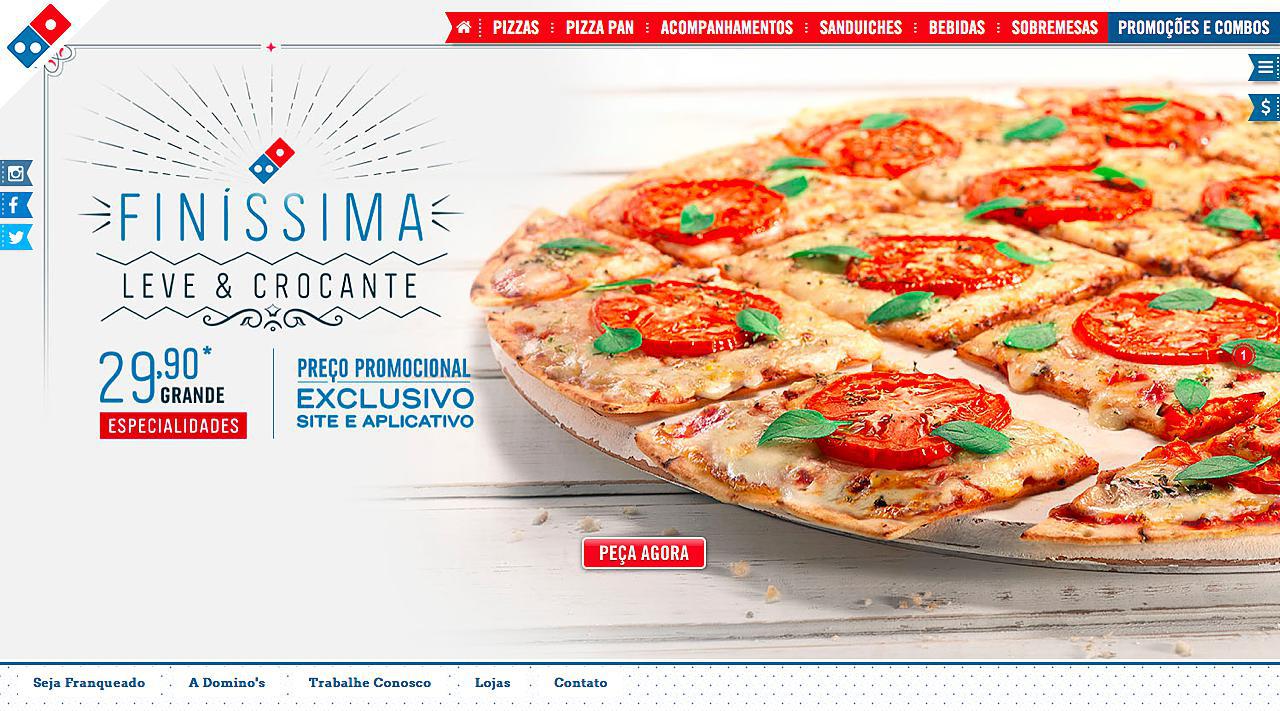 PIZZAS
PIZZA PAN
ACOMPANHAMENTOS
SANDUICHES
BEBIDAS
SOBREMESAS
PROMOÇÕES E COMBOS
$
FINÍSSIMA
LEVE & CROCANTE
29,90*
GRANDE
ESPECIALIDADES
PREÇO PROMOCIONAL
EXCLUSIVO
SITE E APLICATIVO
1
PEÇA AGORA
Seja Franqueado
A Domino's
Trabalhe Conosco
Lojas
Contato